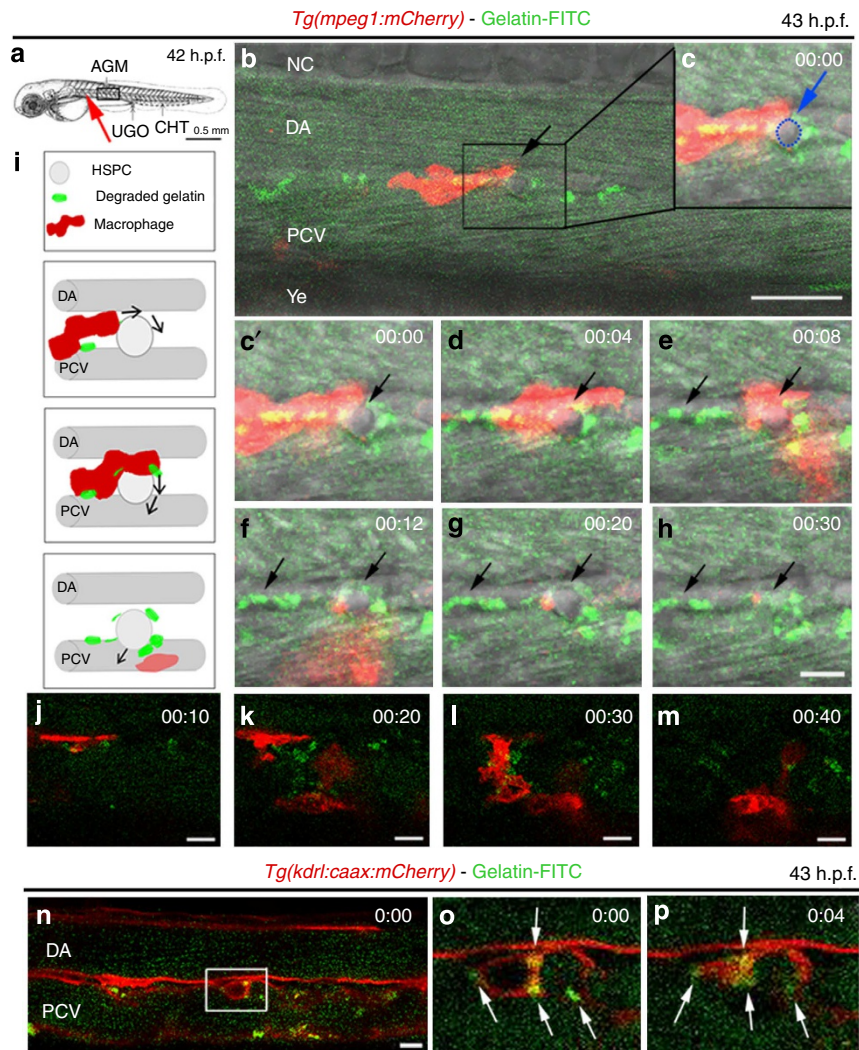 Tg(mpeg1:mCherry) - Gelatin-FITC 43 h.p.f.
a 42 h.p.f.
AGM
UGO CHT 0.5 mm
b
NC
DA
PCV
Ye
c 00:00
i
HSPC
Degraded gelatin
Macrophage
DA
PCV
DA
PCV
DA
PCV
c′ 00:00
d 00:04
e 00:08
f 00:12
g 00:20
h 00:30
j 00:10
k 00:20
l 00:30
m 00:40
Tg(kdrl:caax:mCherry) - Gelatin-FITC 43 h.p.f.
n 0:00
DA
PCV
o 0:00
p 0:04